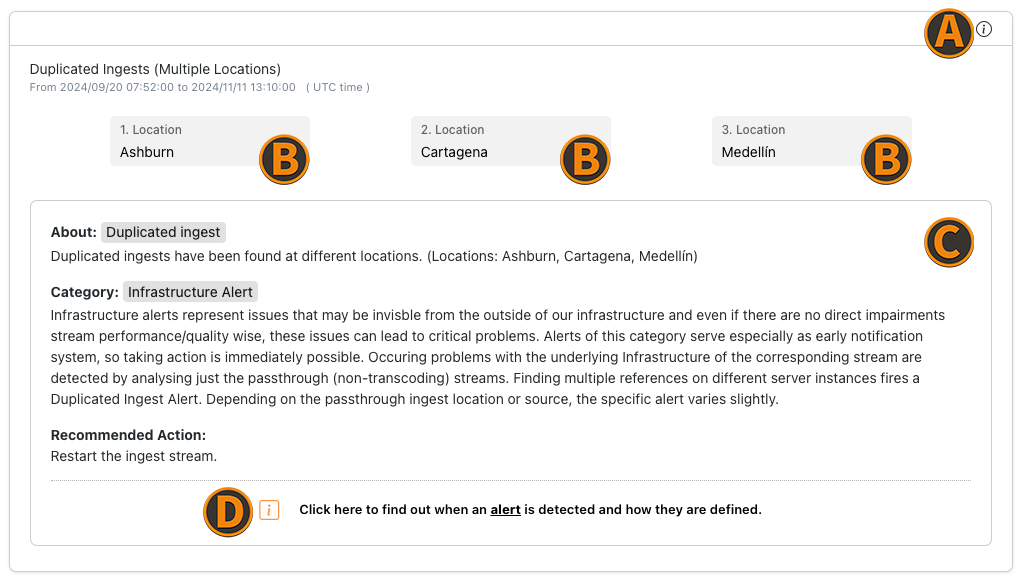 A i
Duplicated Ingests (Multiple Locations)
From 2024/09/20 07:52:00 to 2024/11/11 13:10:00 ( UTC time )
1. Location
Ashburn
B
2. Location
Cartagena
B
3. Location
Medellín
B
C
About: Duplicated ingest
Duplicated ingests have been found at different locations. (Locations: Ashburn, Cartagena, Medellín)
Category: Infrastructure Alert
Infrastructure alerts represent issues that may be invisble from the outside of our infrastructure and even if there are no direct impairments
stream performance/quality wise, these issues can lead to critical problems. Alerts of this category serve especially as early notification
system, so taking action is immediately possible. Occuring problems with the underlying Infrastructure of the corresponding stream are
detected by analysing just the passthrough (non-transcoding) streams. Finding multiple references on different server instances fires a
Duplicated Ingest Alert. Depending on the passthrough ingest location or source, the specific alert varies slightly.
Recommended Action:
Restart the ingest stream.
D i Click here to find out when an alert is detected and how they are defined.